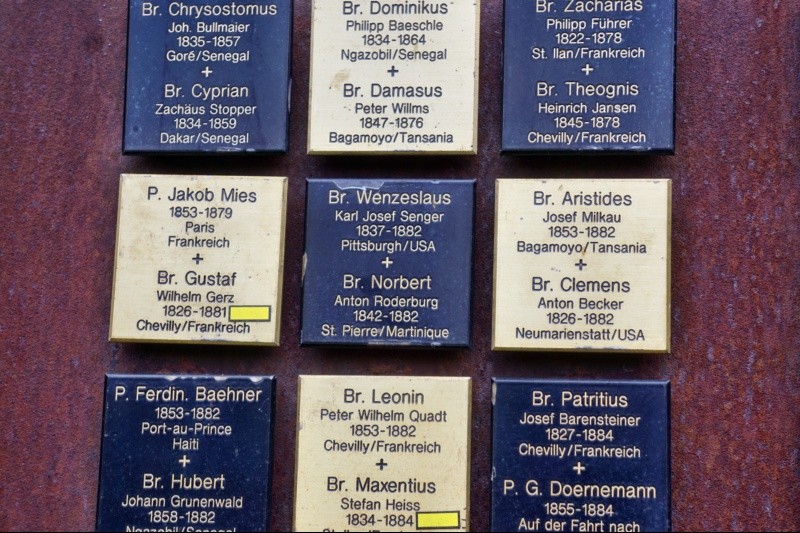 Br. Chrysostomus
Joh. Bullmaier
1835-1857
Goré/Senegal
+
Br. Cyprian
Zachäus Stopper
1834-1859
Dakar/Senegal
Br. Dominikus
Philipp Baeschle
1834-1864
Ngazobil/Senegal
+
Br. Damasus
Peter Willms
1847-1876
Bagamoyo/Tansania
Br. Zacharias
Philipp Führer
1822-1878
St. Ilan/Frankreich
+
Br. Theognis
Heinrich Jansen
1845-1878
Chevilly/Frankreich
P. Jakob Mies
1853-1879
Paris
Frankreich
+
Br. Gustaf
Wilhelm Gerz
1826-1881
Chevilly/Frankreich
Br. Wenzeslaus
Karl Josef Senger
1837-1882
Pittsburgh/USA
+
Br. Norbert
Anton Roderburg
1842-1882
St. Pierre/Martinique
Br. Aristides
Josef Milkau
1853-1882
Bagamoyo/Tansania
+
Br. Clemens
Anton Becker
1826-1882
Neumarienstatt/USA
P. Ferdin. Baehner
1853-1882
Port-au-Prince
Haiti
+
Br. Hubert
Johann Grunenwald
1858-1882
Ngazobil/Senegal
Br. Leonin
Peter Wilhelm Quadt
1853-1882
Chevilly/Frankreich
+
Br. Maxentius
Stefan Heiss
1834-1884
Br. Patritius
Josef Barensteiner
1827-1884
Chevilly/Frankreich
+
P. G. Doernemann
1855-1884
Auf der Fahrt nach